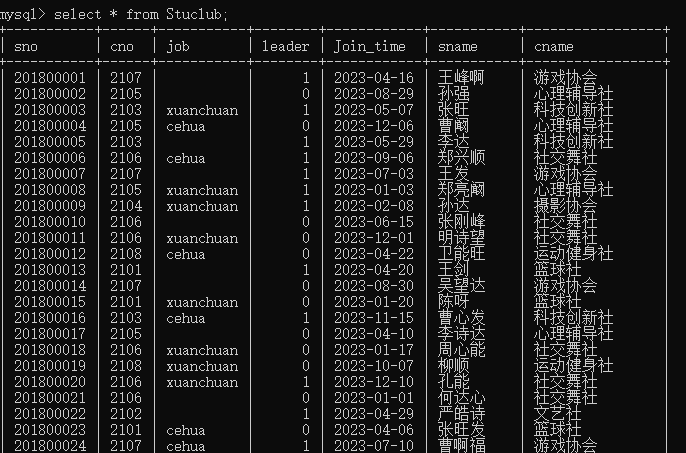 mysql> select * from Stuclub;
| sno | cno | job | leader | Join_time | sname | cname |
| 201800001 | 2107 | | 1 | 2023-04-16 | 王峰啊 | 游戏协会
| 201800002 | 2105 | | 0 | 2023-08-29 | 孙强 | 心理辅导社
| 201800003 | 2103 | xuanchuan | 1 | 2023-05-07 | 张旺 | 科技创新社
| 201800004 | 2105 | cehua | 0 | 2023-12-06 | 曹阚 | 心理辅导社
| 201800005 | 2103 | | 1 | 2023-05-29 | 李达 | 科技创新社
| 201800006 | 2106 | cehua | 1 | 2023-09-06 | 郑兴顺 | 社交舞社
| 201800007 | 2107 | | 1 | 2023-07-03 | 王发 | 游戏协会
| 201800008 | 2105 | xuanchuan | 1 | 2023-01-03 | 郑亮阚 | 心理辅导社
| 201800009 | 2104 | xuanchuan | 1 | 2023-02-08 | 孙达 | 摄影协会
| 201800010 | 2106 | | 0 | 2023-06-15 | 张刚峰 | 社交舞社
| 201800011 | 2106 | xuanchuan | 0 | 2023-12-01 | 明诗望 | 社交舞社
| 201800012 | 2108 | cehua | 0 | 2023-04-22 | 卫能旺 | 运动健身社
| 201800013 | 2101 | | 1 | 2023-04-20 | 王剑 | 篮球社
| 201800014 | 2107 | | 0 | 2023-08-30 | 吴望达 | 游戏协会
| 201800015 | 2101 | xuanchuan | 0 | 2023-01-20 | 陈呀 | 篮球社
| 201800016 | 2103 | cehua | 1 | 2023-11-15 | 曹心发 | 科技创新社
| 201800017 | 2105 | | 0 | 2023-04-10 | 李诗达 | 心理辅导社
| 201800018 | 2106 | xuanchuan | 0 | 2023-01-17 | 周心能 | 社交舞社
| 201800019 | 2108 | xuanchuan | 0 | 2023-10-07 | 柳顺 | 运动健身社
| 201800020 | 2106 | xuanchuan | 1 | 2023-12-10 | 孔能 | 社交舞社
| 201800021 | 2106 | | 0 | 2023-01-01 | 何达心 | 社交舞社
| 201800022 | 2102 | | 1 | 2023-04-29 | 严皓诗 | 文艺社
| 201800023 | 2101 | cehua | 0 | 2023-04-06 | 张旺发 | 篮球社
| 201800024 | 2107 | cehua | 1 | 2023-07-10 | 曹啊福 | 游戏协会